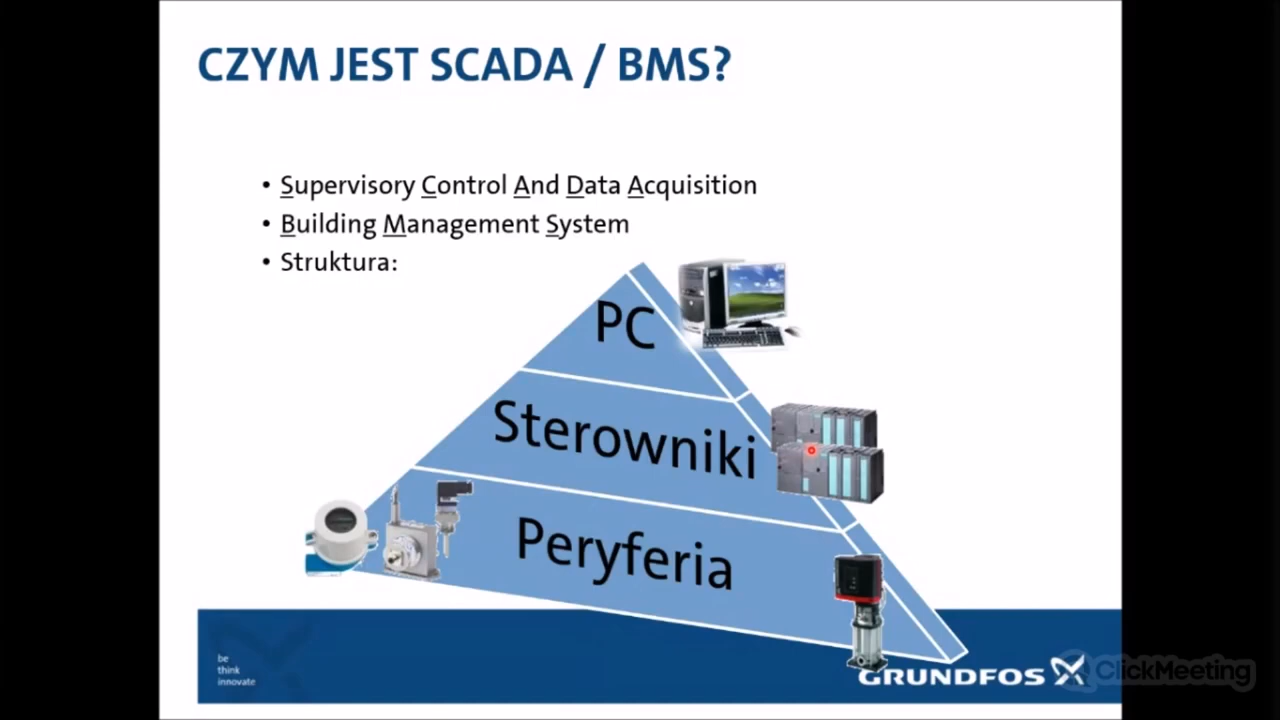 CZYM JEST SCADA / BMS?
• Supervisory Control And Data Acquisition
• Building Management System
• Struktura:
PC
Sterowniki
Peryferia
be
think
innovate
GRUNDFOS
ClickMeeting